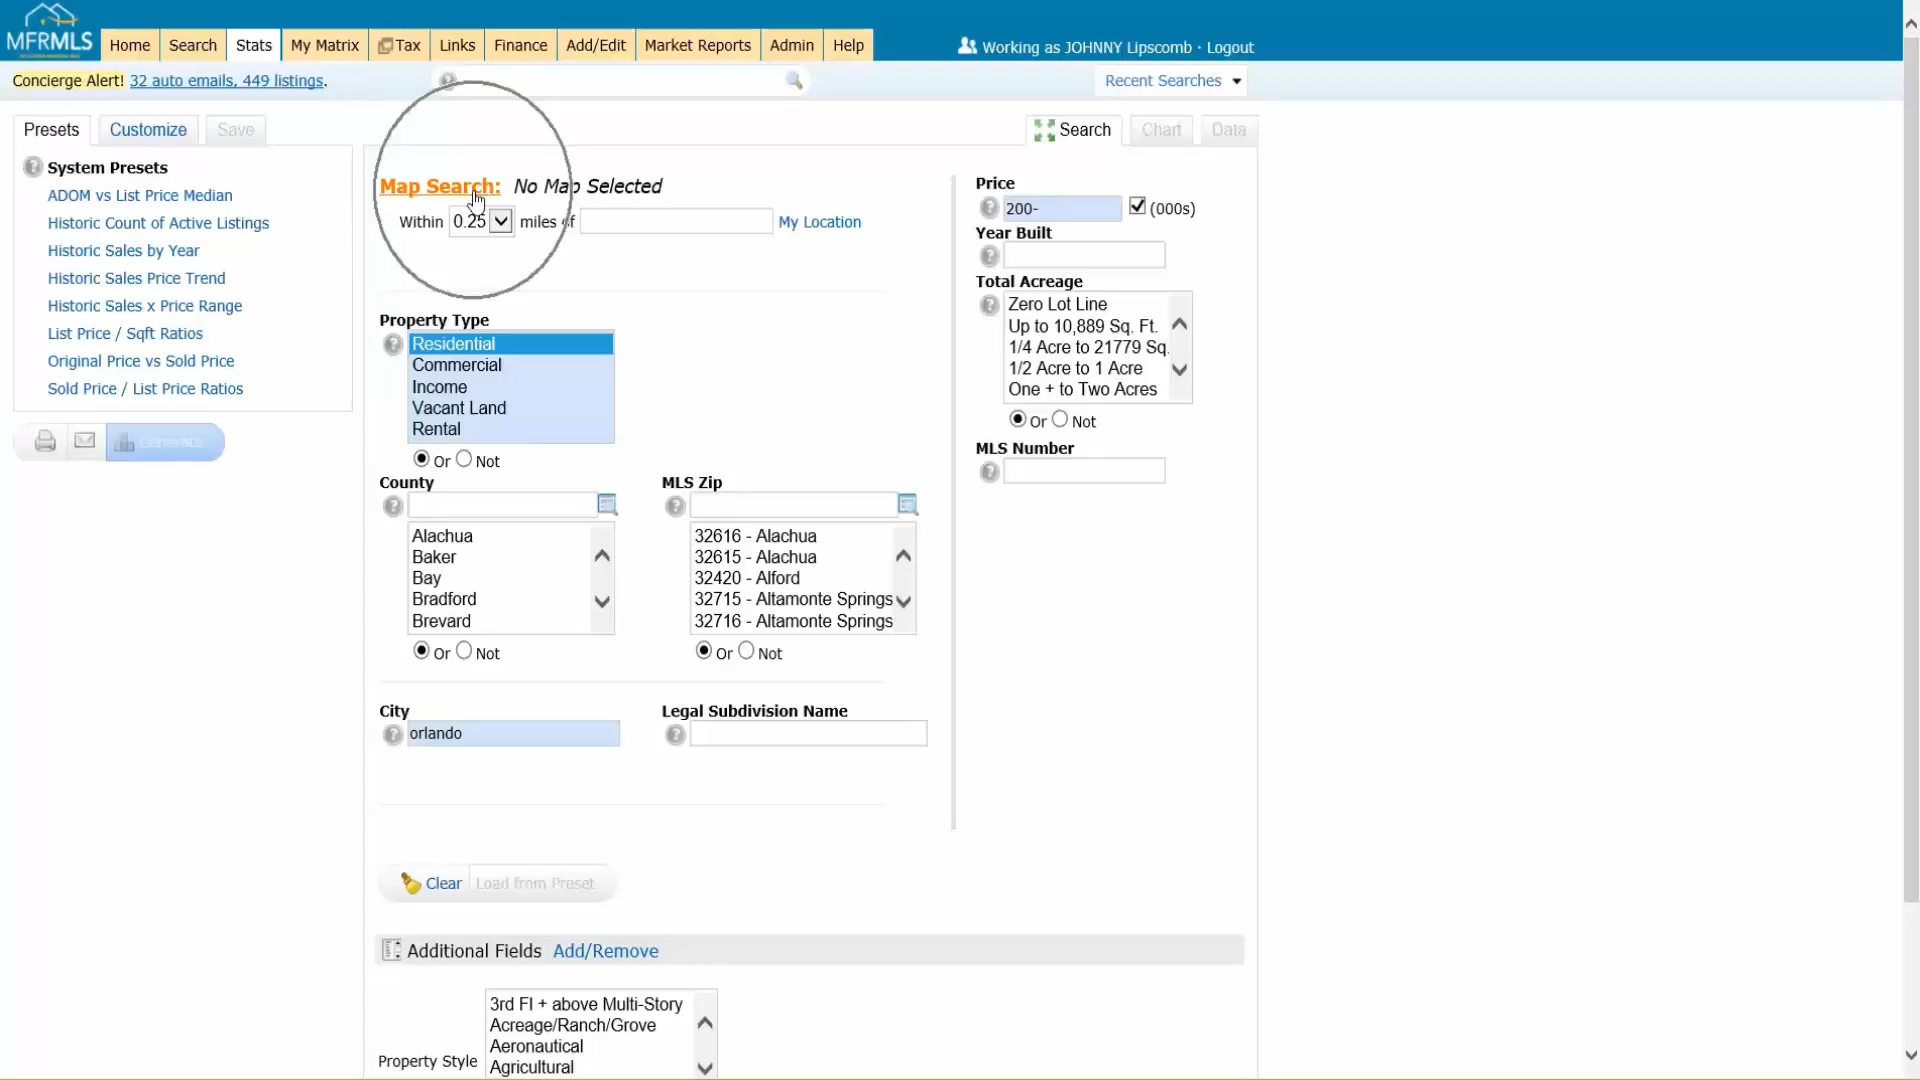 MFRMLS
Home Search Stats My Matrix Tax Links Finance Add/Edit Market Reports Admin Help
Working as JOHNNY Lipscomb · Logout
Concierge Alert! 32 auto emails, 449 listings.
Recent Searches
Presets Customize Save
Search Chart Data
System Presets
ADOM vs List Price Median
Historic Count of Active Listings
Historic Sales by Year
Historic Sales Price Trend
Historic Sales x Price Range
List Price / Sqft Ratios
Original Price vs Sold Price
Sold Price / List Price Ratios
Generate
Map Search: No Map Selected
Within 0.25 miles of My Location
Property Type
Residential
Commercial
Income
Vacant Land
Rental
Or Not
County
Alachua
Baker
Bay
Bradford
Brevard
Or Not
MLS Zip
32616 - Alachua
32615 - Alachua
32420 - Alford
32715 - Altamonte Springs
32716 - Altamonte Springs
Or Not
City
orlando
Legal Subdivision Name
Price
200- (000s)
Year Built
Total Acreage
Zero Lot Line
Up to 10,889 Sq. Ft.
1/4 Acre to 21779 Sq.
1/2 Acre to 1 Acre
One + to Two Acres
Or Not
MLS Number
Clear Load from Preset
Additional Fields Add/Remove
Property Style
3rd Fl + above Multi-Story
Acreage/Ranch/Grove
Aeronautical
Agricultural